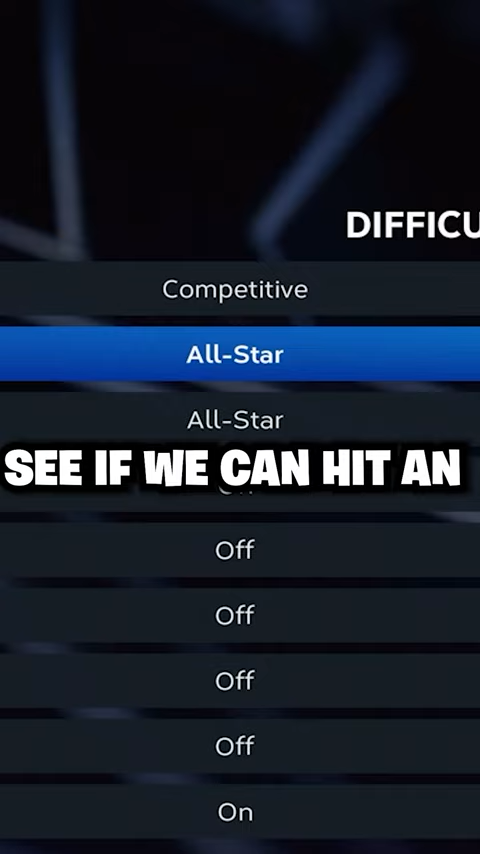 DIFFICU
Competitive
All-Star
All-Star
SEE IF WE CAN HIT AN
Off
Off
Off
Off
On